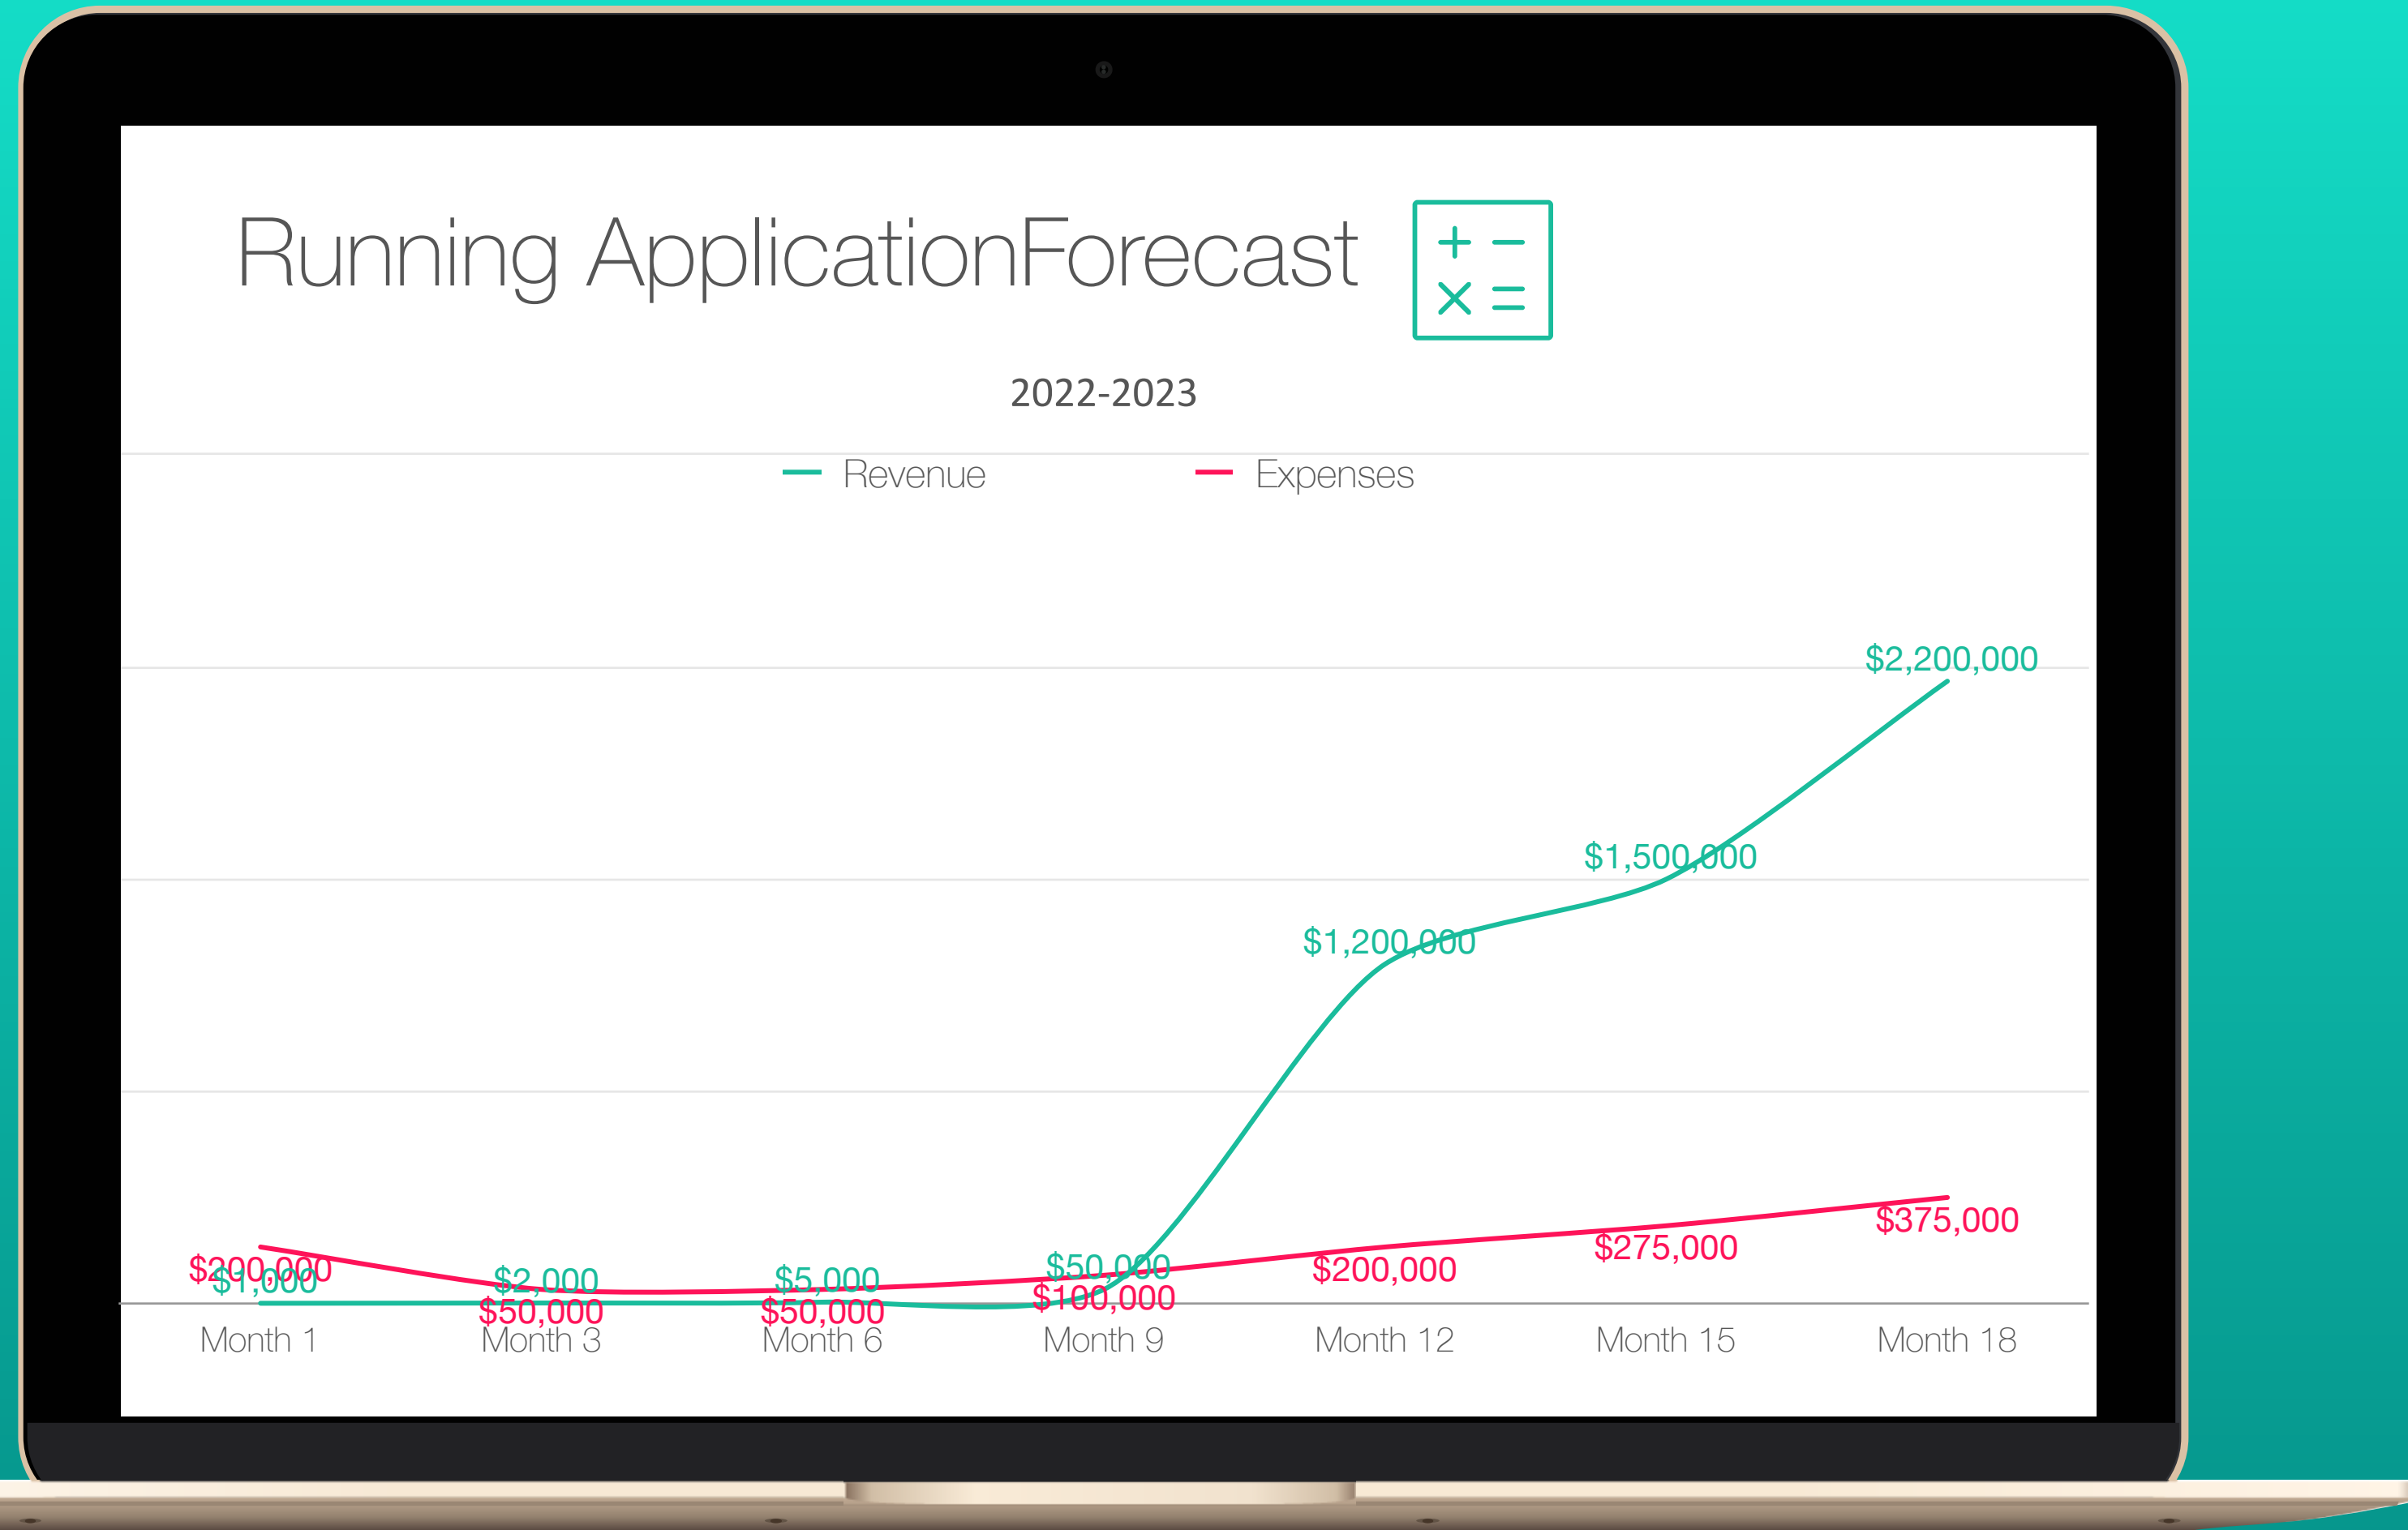 Running ApplicationForecast
2022-2023
Revenue Expenses
$2,200,000
$1,500,000
$1,200,000
$375,000
$275,000
$200,000 $2,000 $5,000 $50,000 $200,000
$1,000 $50,000 $50,000 $100,000
Month 1 Month 3 Month 6 Month 9 Month 12 Month 15 Month 18